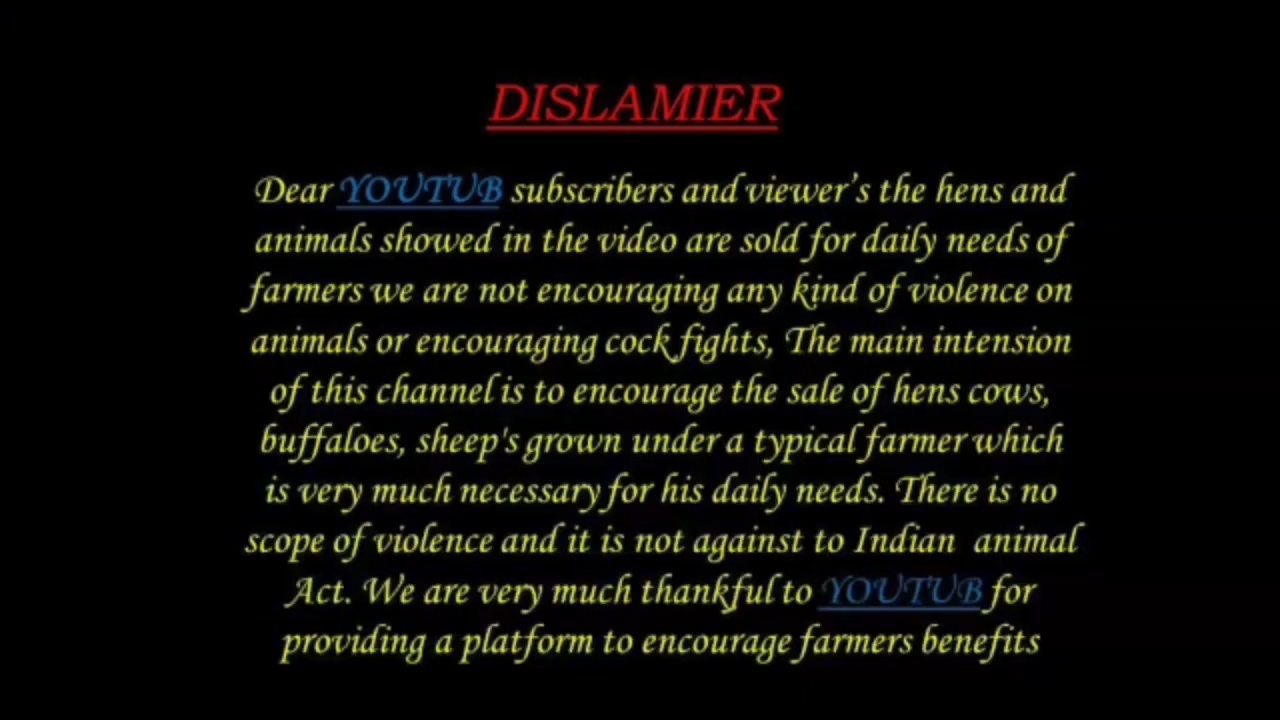 DISLAMIER
Dear YOUTUB subscribers and viewer's the hens and
animals showed in the video are sold for daily needs of
farmers we are not encouraging any kind of violence on
animals or encouraging cock fights, The main intension
of this channel is to encourage the sale of hens cows,
buffaloes, sheep's grown under a typical farmer which
is very much necessary for his daily needs. There is no
scope of violence and it is not against to Indian animal
Act. We are very much thankful to YOUTUB for
providing a platform to encourage farmers benefits